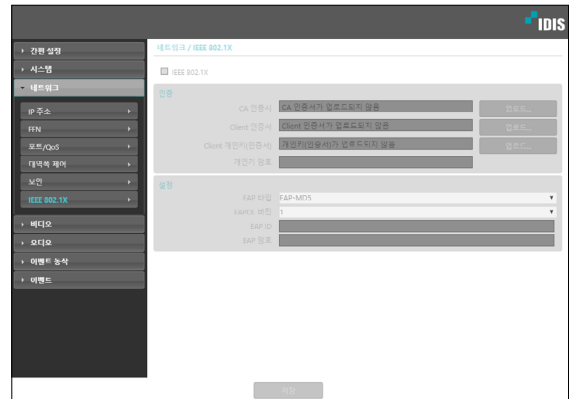 IDIS
간편 설정
시스템
네트워크
IP 주소
FEN
포트/QoS
대역폭 제어
보안
IEEE 802.1X
비디오
오디오
이벤트 동작
이벤트
네트워크 / IEEE 802.1X
IEEE 802.1X
인증
CA 인증서 CA 인증서가 업로드되지 않음 업로드...
Client 인증서 Client 인증서가 업로드되지 않음 업로드...
Client 개인키(인증서) 개인키(인증서)가 업로드되지 않음 업로드...
개인키 암호
설정
EAP 타입 EAP-MD5
EAPOL 버전 1
EAP ID
EAP 암호
저장